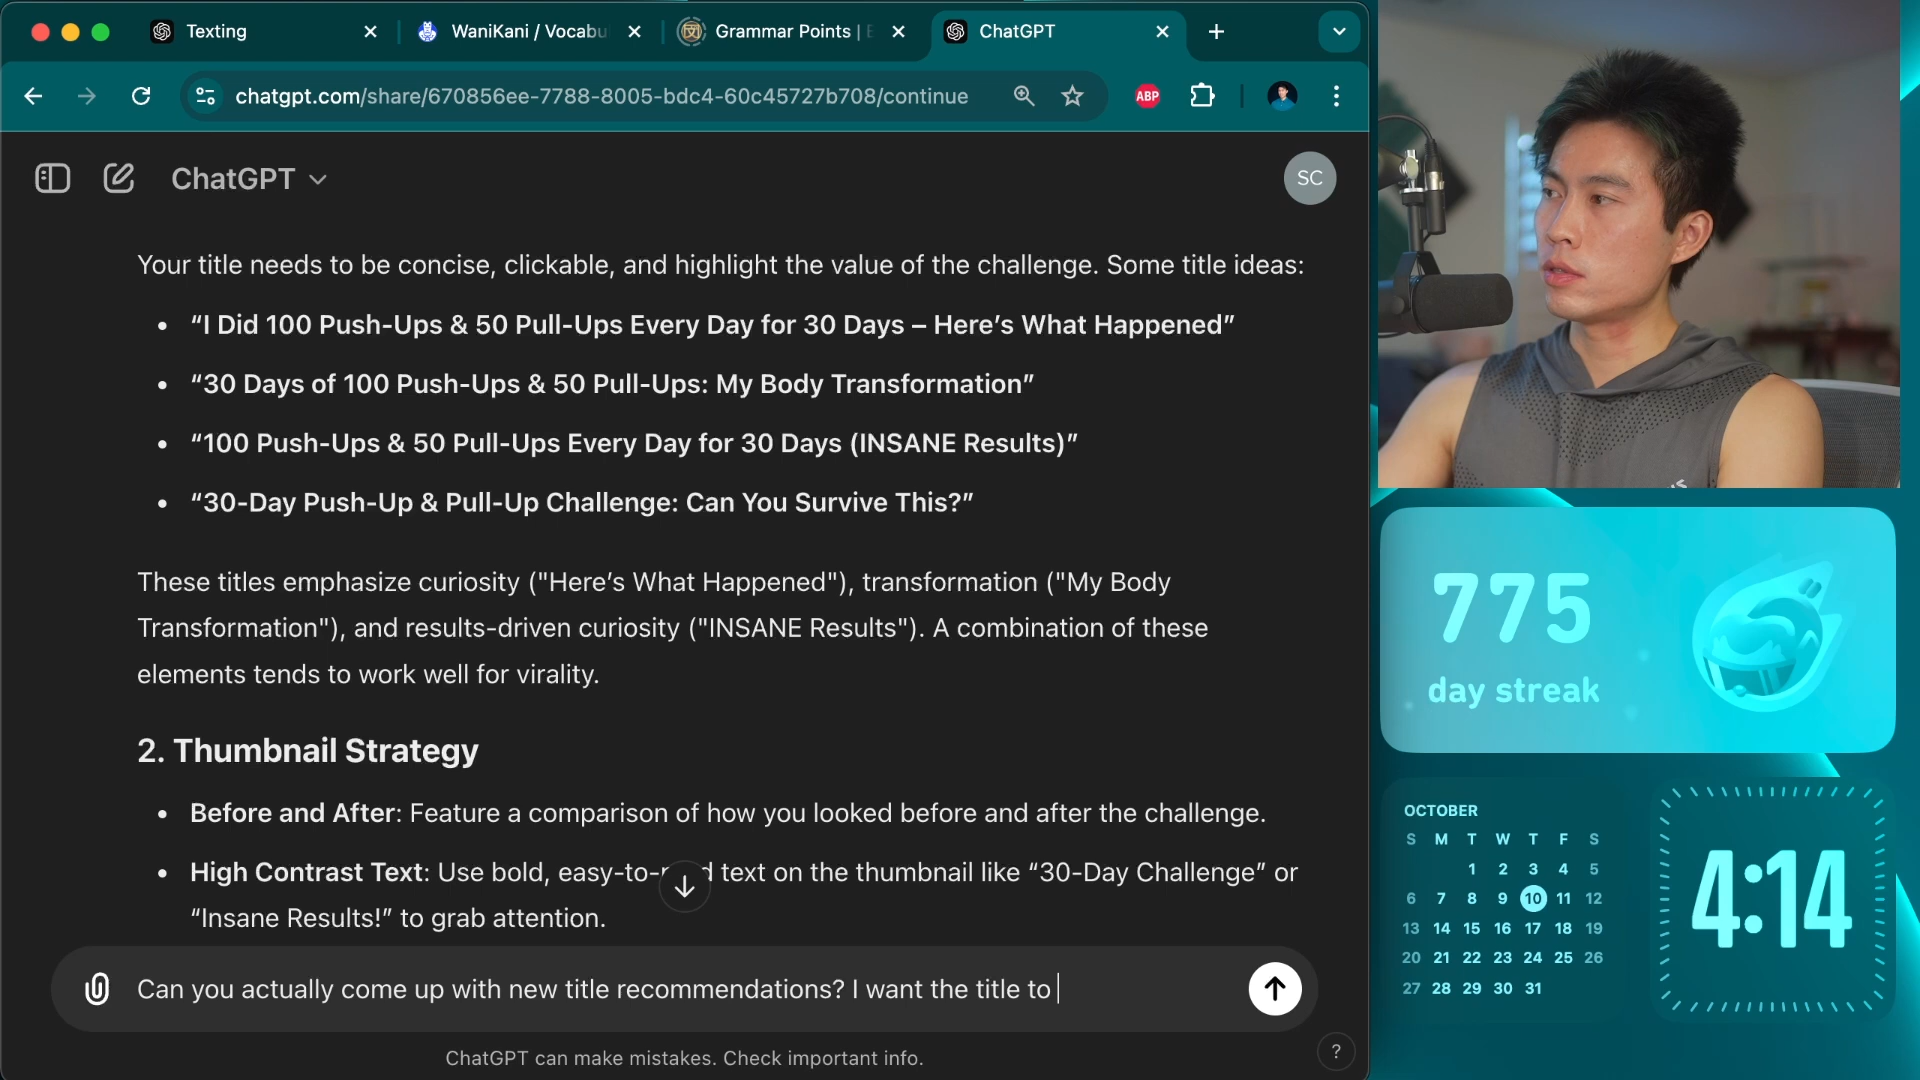 Texting
WaniKani / Vocabu
Grammar Points | E
ChatGPT
chatgpt.com/share/670856ee-7788-8005-bdc4-60c45727b708/continue
ABP
ChatGPT
SC
Your title needs to be concise, clickable, and highlight the value of the challenge. Some title ideas:
• “I Did 100 Push-Ups & 50 Pull-Ups Every Day for 30 Days – Here’s What Happened”
• “30 Days of 100 Push-Ups & 50 Pull-Ups: My Body Transformation”
• “100 Push-Ups & 50 Pull-Ups Every Day for 30 Days (INSANE Results)”
• “30-Day Push-Up & Pull-Up Challenge: Can You Survive This?”
These titles emphasize curiosity ("Here’s What Happened"), transformation ("My Body
Transformation"), and results-driven curiosity ("INSANE Results"). A combination of these
elements tends to work well for virality.
2. Thumbnail Strategy
• Before and After: Feature a comparison of how you looked before and after the challenge.
• High Contrast Text: Use bold, text on the thumbnail like “30-Day Challenge” or
“Insane Results!” to grab attention.
Can you actually come up with new title recommendations? I want the title to
ChatGPT can make mistakes. Check important info.
?
775
day streak
OCTOBER
S M T W T F S
1 2 3 4 5
6 7 8 9 10 11 12
13 14 15 16 17 18 19
20 21 22 23 24 25 26
27 28 29 30 31
4:14